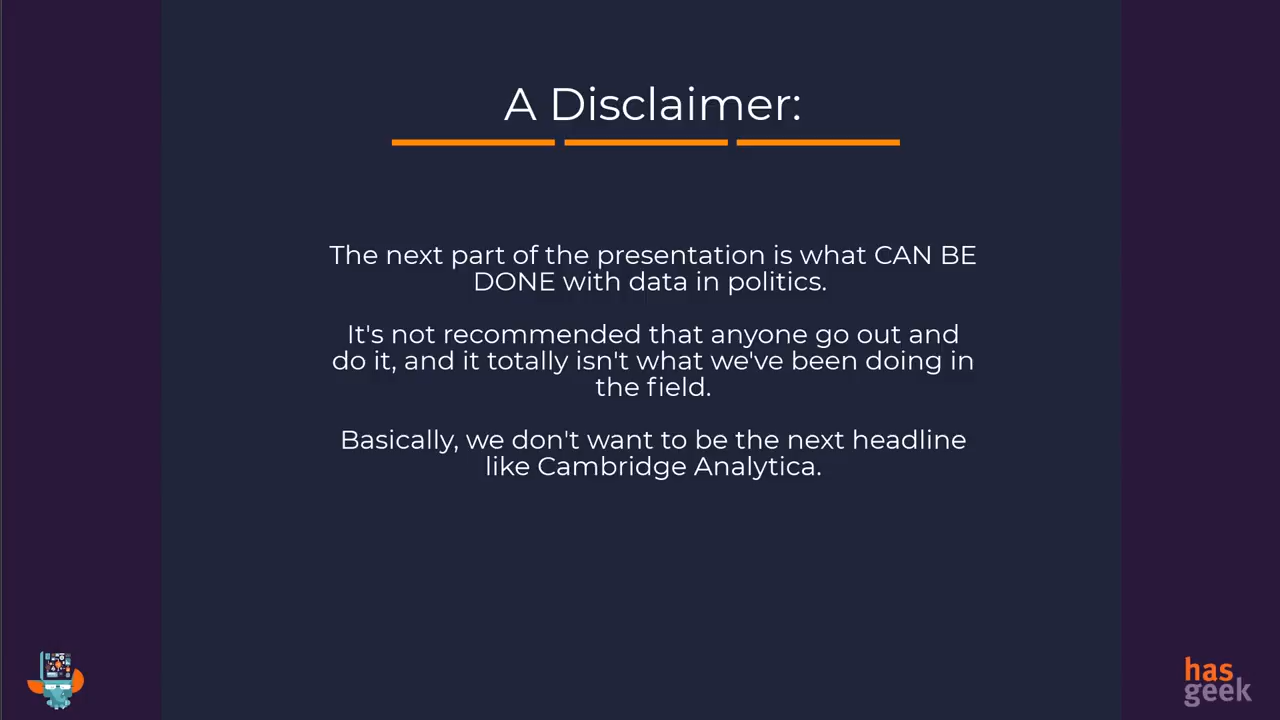 A Disclaimer:
The next part of the presentation is what CAN BE
DONE with data in politics.
It's not recommended that anyone go out and
do it, and it totally isn't what we've been doing in
the field.
Basically, we don't want to be the next headline
like Cambridge Analytica.
has
geek